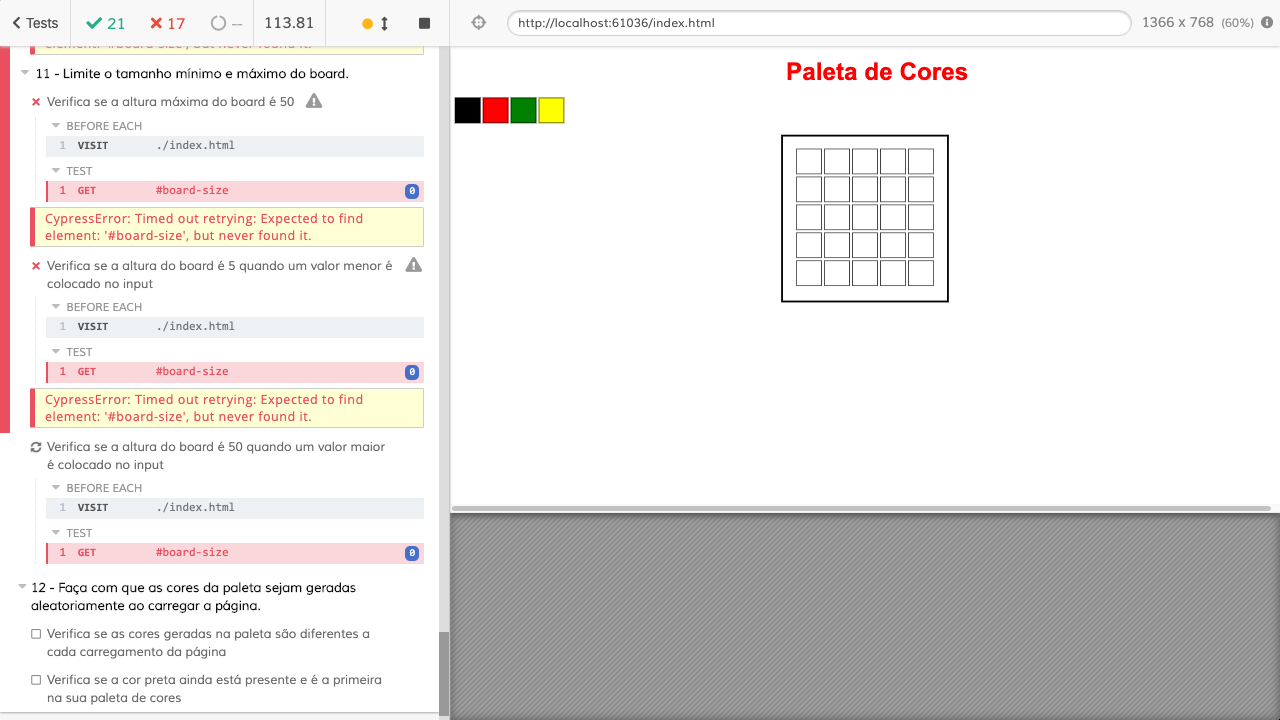 Tests 21 17 -- 113.81
http://localhost:61036/index.html 1366 x 768 (60%)
element: '#board-size', but never found it.
11 - Limite o tamanho mínimo e máximo do board.
Verifica se a altura máxima do board é 50
BEFORE EACH
1 VISIT ./index.html
TEST
1 GET #board-size 0
CypressError: Timed out retrying: Expected to find
element: '#board-size', but never found it.
Verifica se a altura do board é 5 quando um valor menor é
colocado no input
BEFORE EACH
1 VISIT ./index.html
TEST
1 GET #board-size 0
CypressError: Timed out retrying: Expected to find
element: '#board-size', but never found it.
Verifica se a altura do board é 50 quando um valor maior
é colocado no input
BEFORE EACH
1 VISIT ./index.html
TEST
1 GET #board-size 0
12 - Faça com que as cores da paleta sejam geradas
aleatoriamente ao carregar a página.
Verifica se as cores geradas na paleta são diferentes a
cada carregamento da página
Verifica se a cor preta ainda está presente e é a primeira
na sua paleta de cores
Paleta de Cores